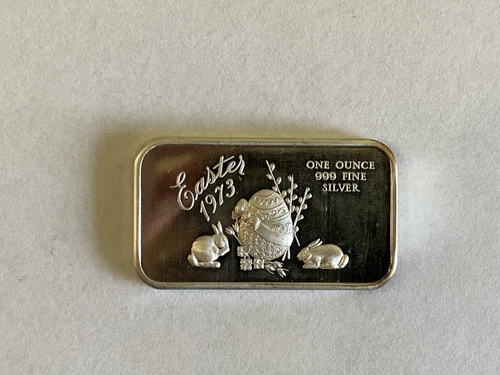 Easter
1973
ONE OUNCE
999 FINE
SILVER